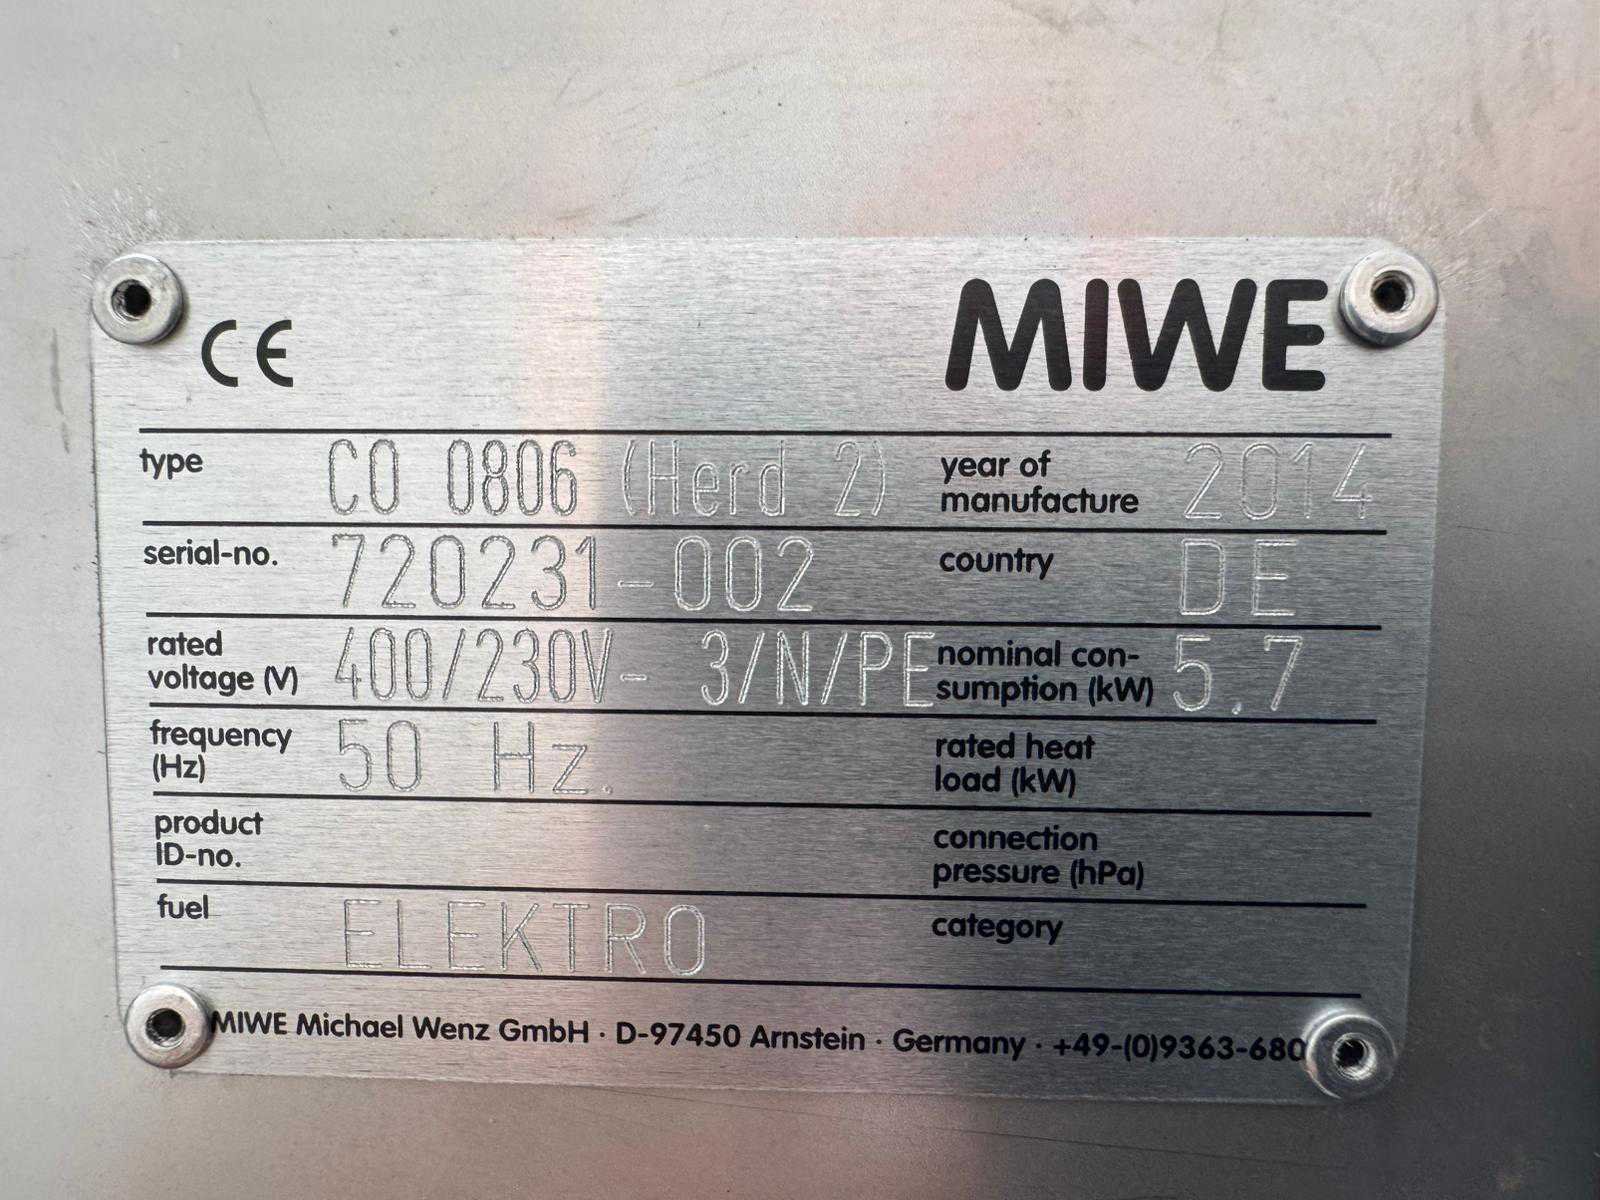 CE
MIWE
type CO 0806 (Herd 2)
year of manufacture 2014
serial-no. 720231-002
country DE
rated voltage (V) 400/230V- 3/N/PE
nominal con-
sumption (kW) 5.7
frequency (Hz) 50 Hz.
rated heat load (kW)
product ID-no.
connection pressure (hPa)
fuel ELEKTRO
category
MIWE Michael Wenz GmbH · D-97450 Arnstein · Germany · +49-(0)9363-680